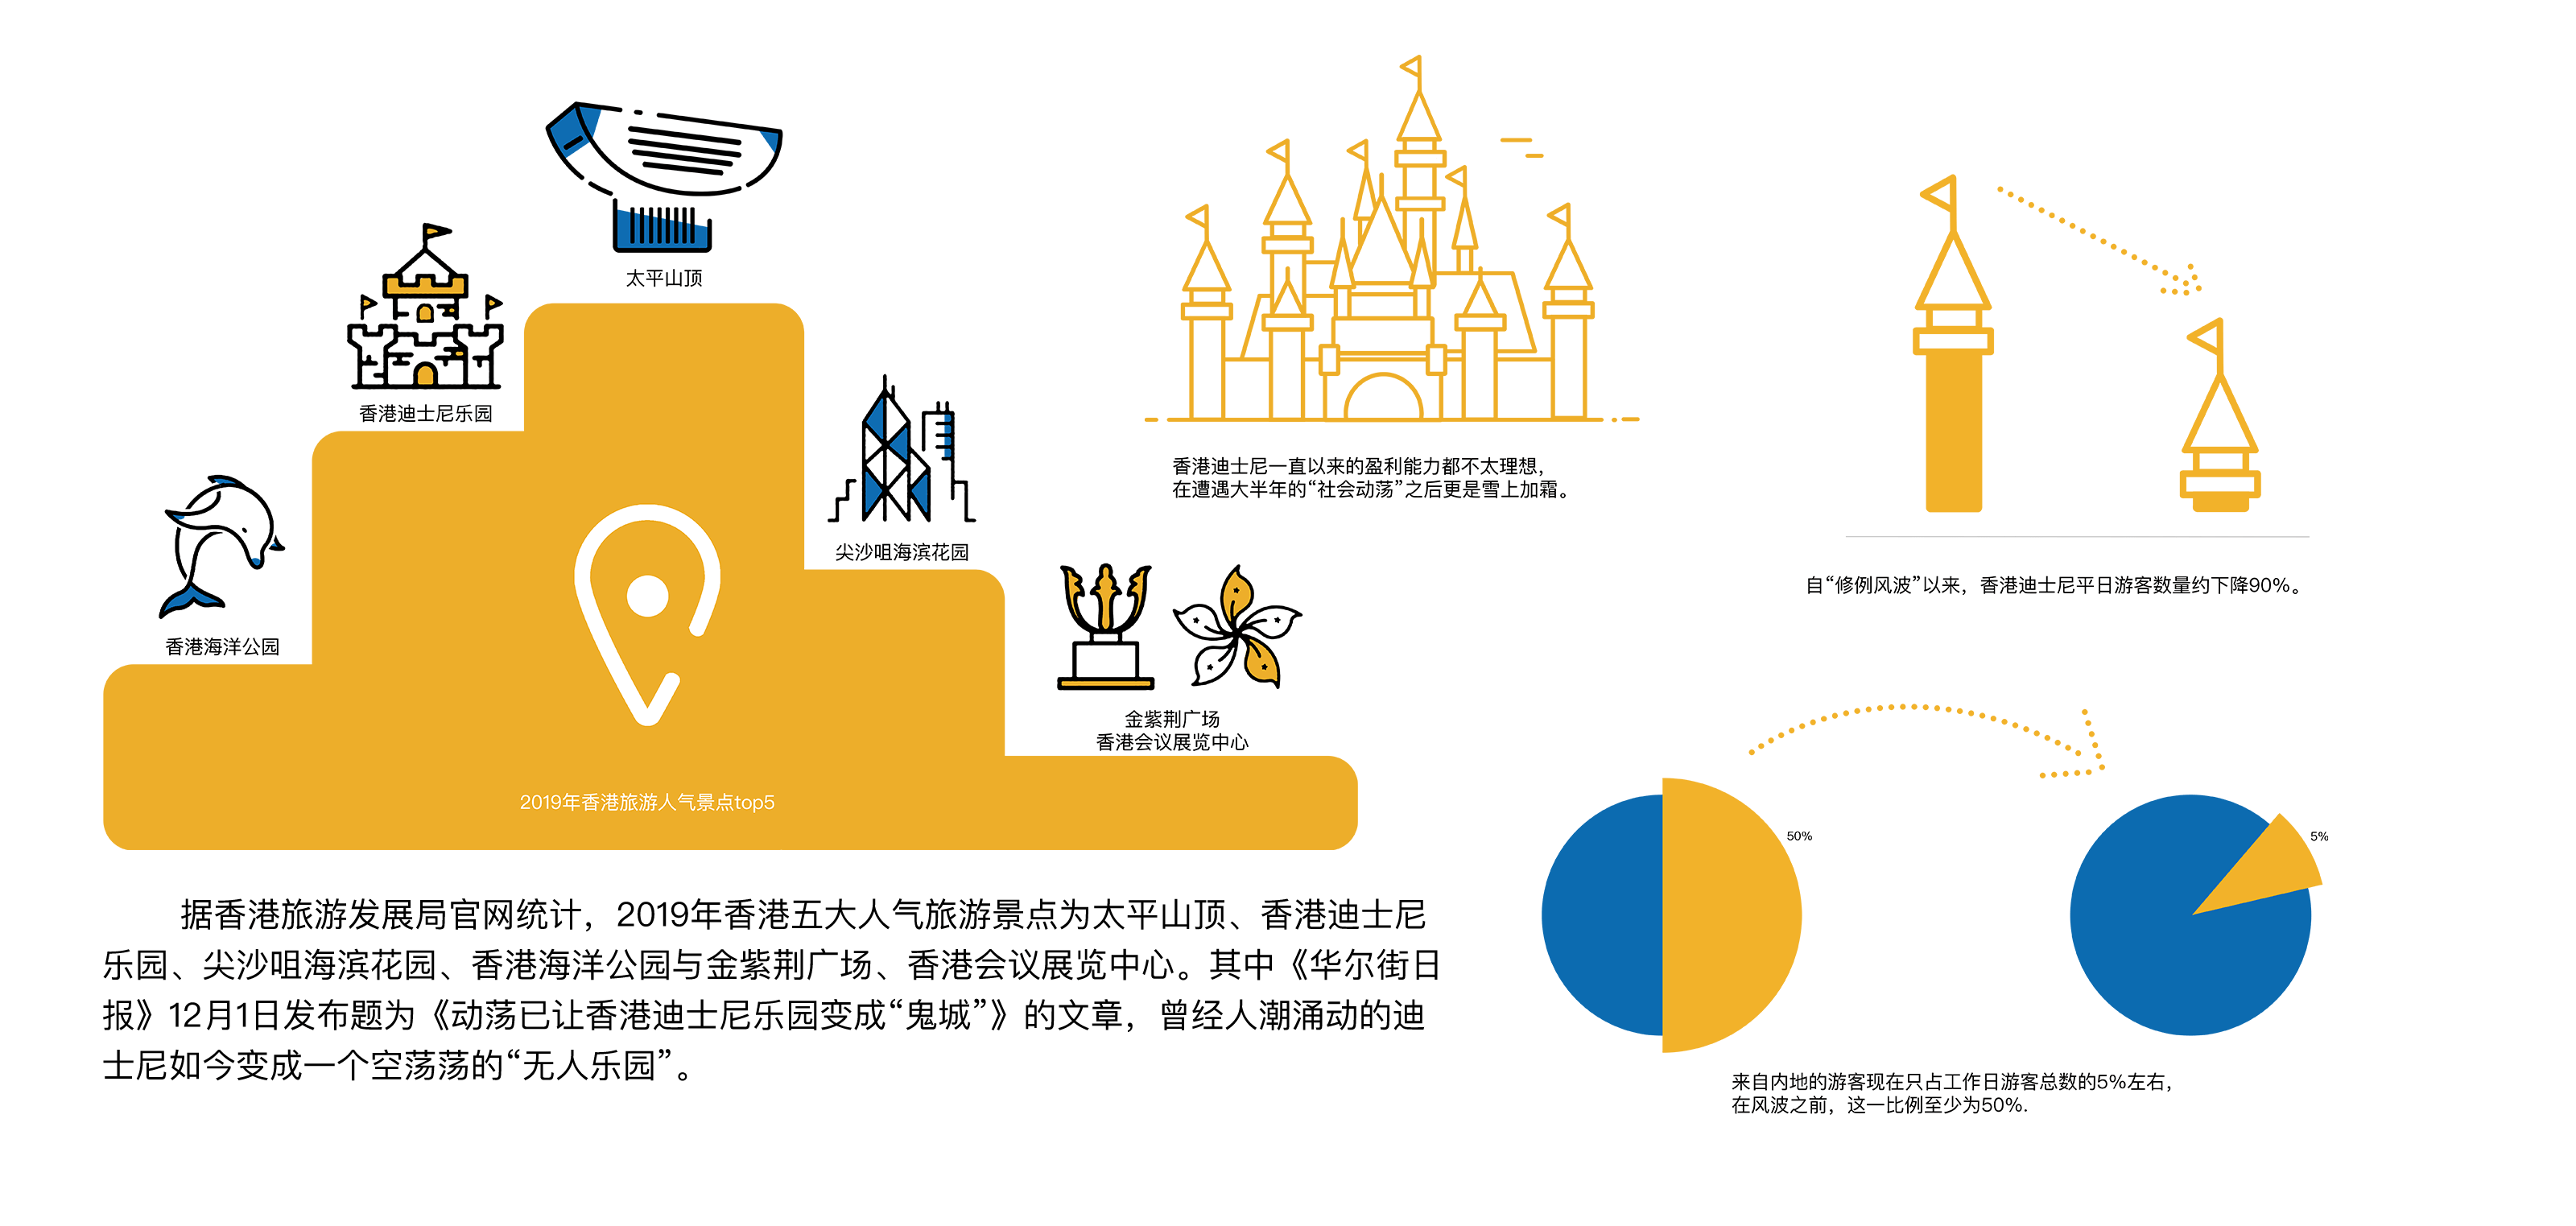 太平山顶
香港迪士尼乐园
尖沙咀海滨花园
香港海洋公园
金紫荆广场
香港会议展览中心
2019年香港旅游人气景点top5
据香港旅游发展局官网统计，2019年香港五大人气旅游景点为太平山顶、香港迪士尼
乐园、尖沙咀海滨花园、香港海洋公园与金紫荆广场、香港会议展览中心。其中《华尔街日
报》12月1日发布题为《动荡已让香港迪士尼乐园变成“鬼城”》的文章，曾经人潮涌动的迪
士尼如今变成一个空荡荡的“无人乐园”。
香港迪士尼一直以来的盈利能力都不太理想，
在遭遇大半年的“社会动荡”之后更是雪上加霜。
自“修例风波”以来，香港迪士尼平日游客数量约下降90%。
50%
5%
来自内地的游客现在只占工作日游客总数的5%左右，
在风波之前，这一比例至少为50%.